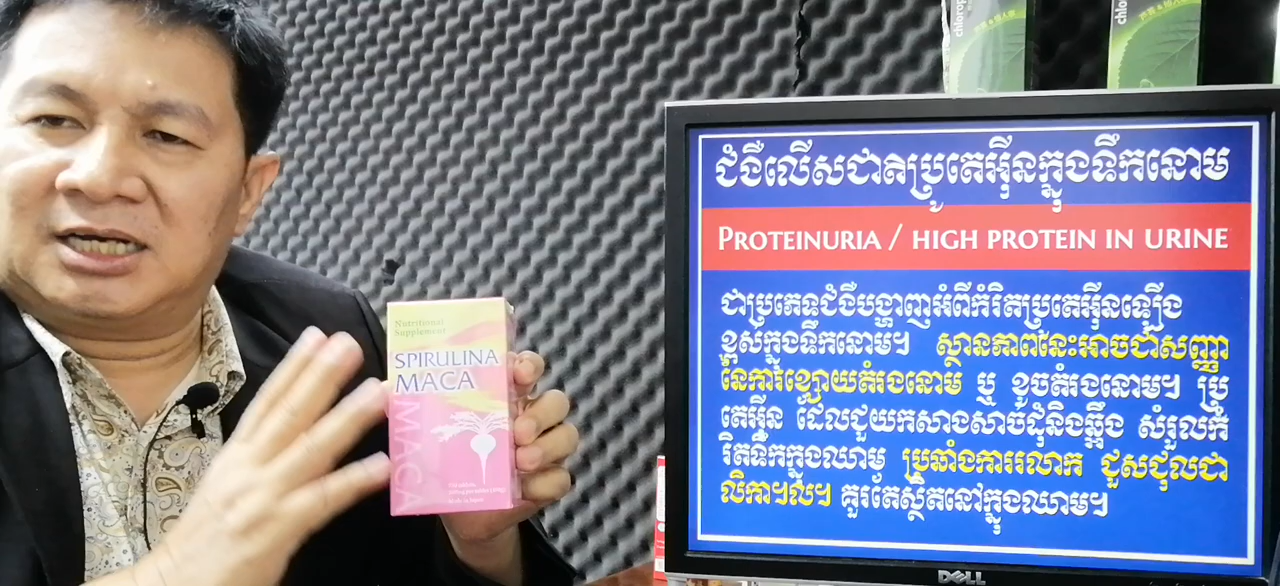 Nutritional
Supplement
SPIRULINA
MACA
MACA
ជំងឺលើសជាតិប្រូតេអ៊ីនក្នុងទឹកនោម
PROTEINURIA / HIGH PROTEIN IN URINE
ជាប្រភេទជំងឺបង្ហាញអំពីកំរិតប្រូតេអ៊ីនឡើង
ខ្ពស់ក្នុងទឹកនោម។ ស្ថានភាពនេះអាចជាសញ្ញា
នៃការខ្សោយតំរងនោម ឬ ខូចតំរងនោម។ ប្រូ
តេអ៊ីន ដែលជួយកសាងសាច់ដុំនិងឆ្អឹង សំរួលកំ
រិតទឹកក្នុងឈាម ប្រឆាំងការរលាក ជួសជុលជា
លិកា៕ល៕ គួរតែស្ថិតនៅក្នុងឈាម។
DELL